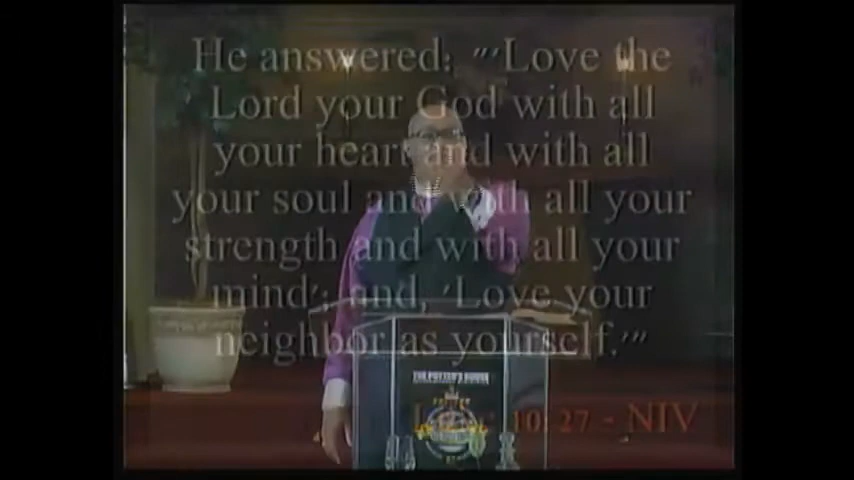 He answered: "'Love the
Lord your God with all
your heart and with all
your soul and with all your
strength and with all your
mind'; and, 'Love your
neighbor as yourself.'"
Luke 10:27 - NIV
THE POTTER'S HOUSE